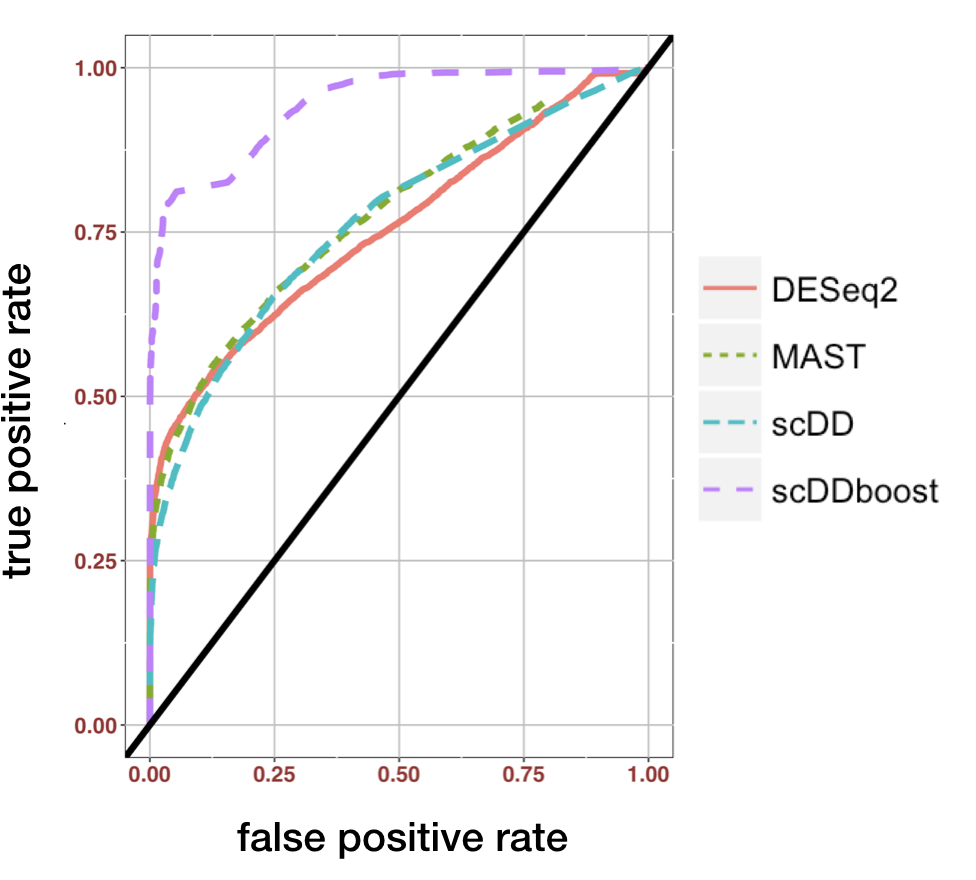 true positive rate
1.00
0.75
0.50
0.25
0.00
0.00 0.25 0.50 0.75 1.00
false positive rate
DESeq2
MAST
scDD
scDDboost